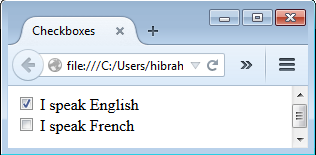 Checkboxes
file:///C:/Users/hibrah
I speak English
I speak French